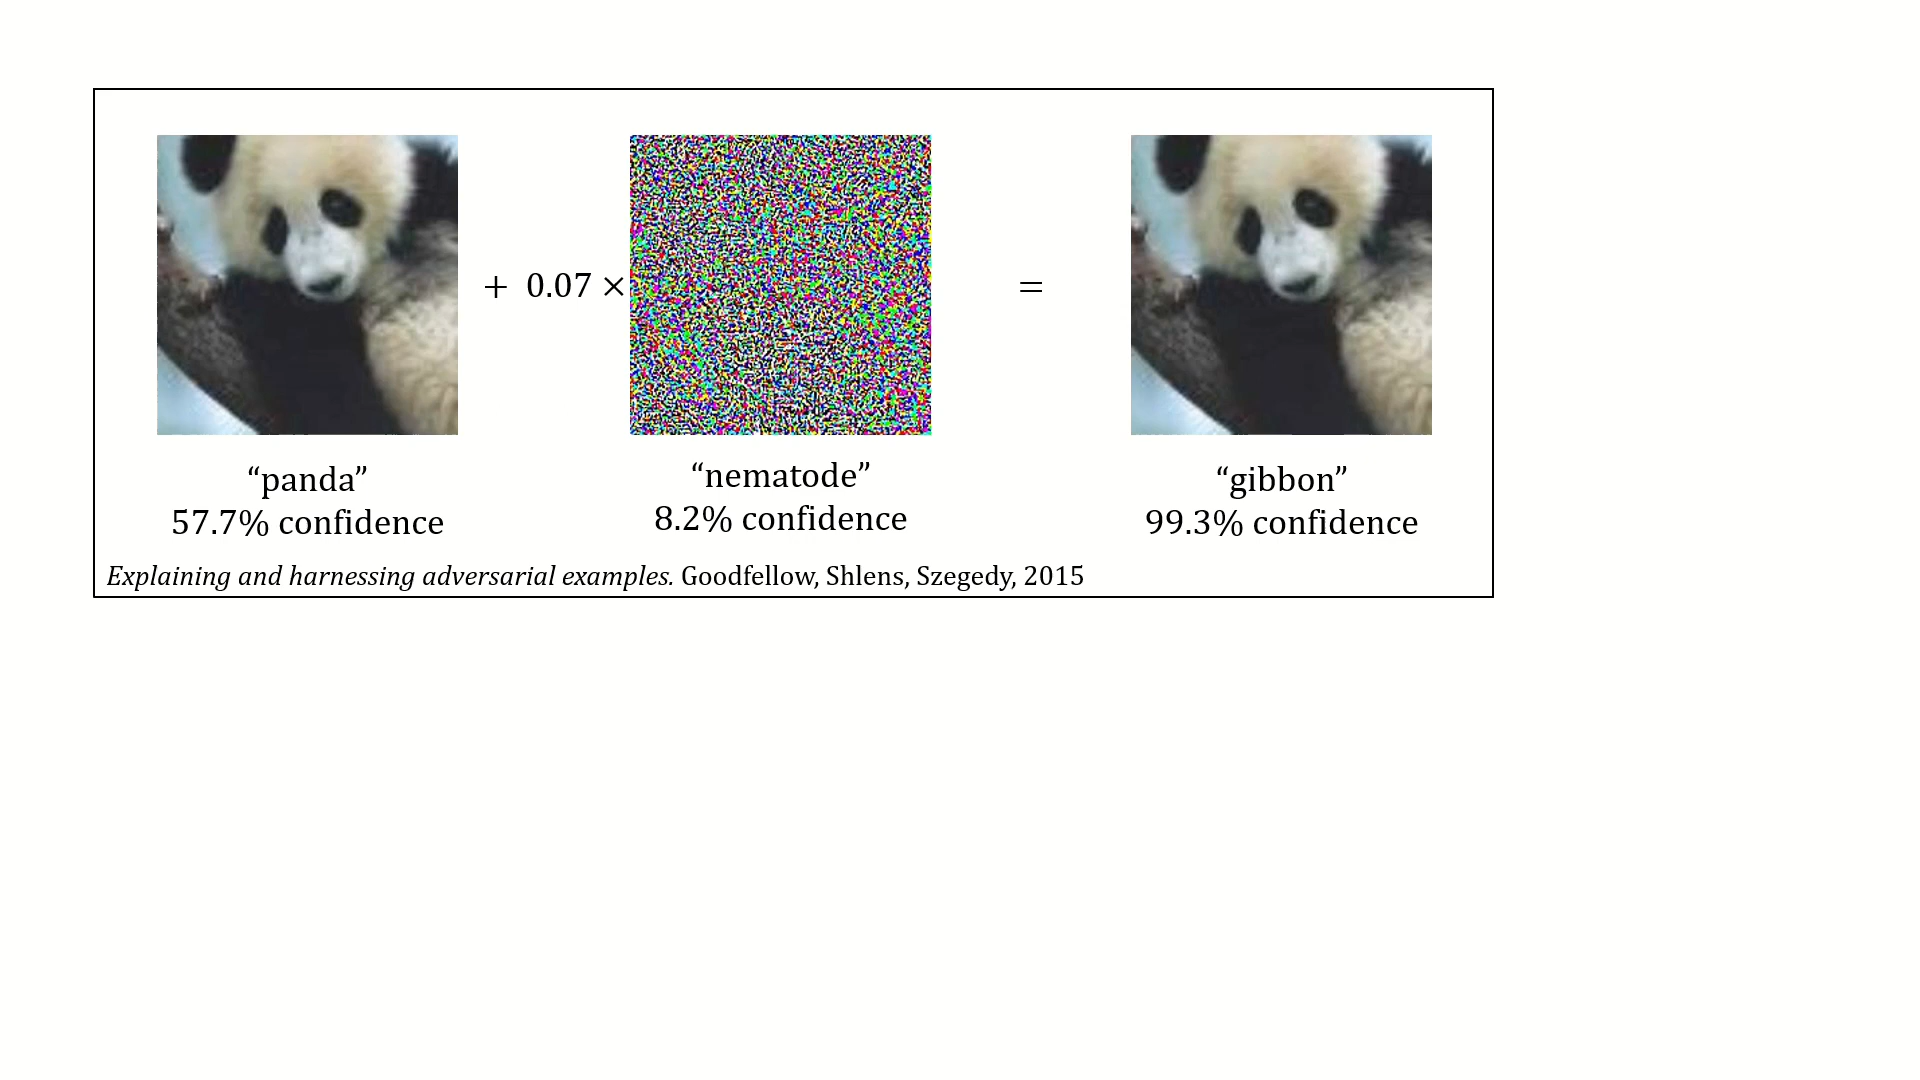 + 0.07 ×
=
“panda”
57.7% confidence
“nematode”
8.2% confidence
“gibbon”
99.3% confidence
Explaining and harnessing adversarial examples. Goodfellow, Shlens, Szegedy, 2015